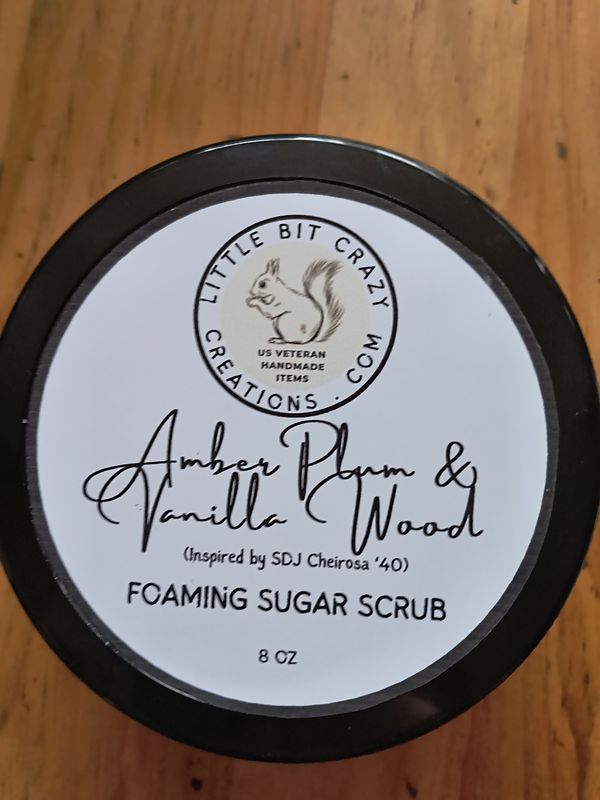 LITTLE BIT CRAZY
CREATIONS . COM
US VETERAN
HANDMADE
ITEMS
Amber Plum &
Vanilla Wood
(Inspired by SDJ Cheirosa '40)
FOAMING SUGAR SCRUB
8 OZ